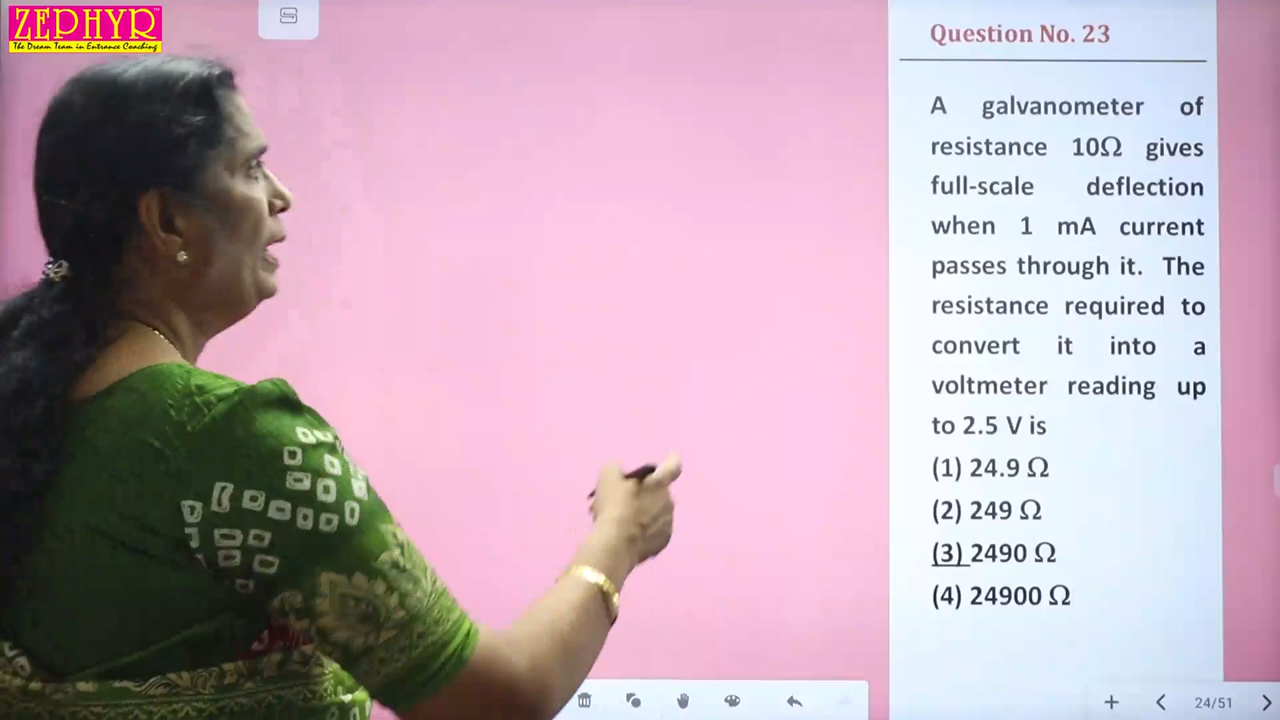 ZEPHYR
The Dream Team in Entrance Coaching
Question No. 23
A galvanometer of
resistance 10Ω gives
full-scale deflection
when 1 mA current
passes through it. The
resistance required to
convert it into a
voltmeter reading up
to 2.5 V is
(1) 24.9 Ω
(2) 249 Ω
(3) 2490 Ω
(4) 24900 Ω
24/51